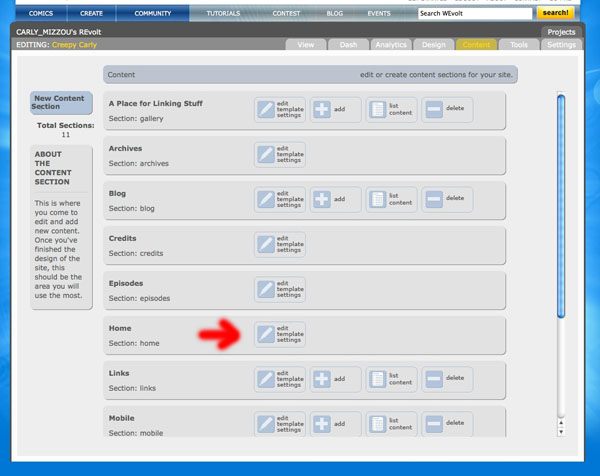 COMICS CREATE COMMUNITY TUTORIALS CONTEST BLOG EVENTS Search WEvolt search!
CARLY_MIZZOU's REvolt Projects
EDITING: Creepy Carly View Dash Analytics Design Content Tools Settings
Content edit or create content sections for your site.
New Content
Section
Total Sections:
11
ABOUT
THE
CONTENT
SECTION
This is where
you come to
edit and add
new content.
Once you've
finished the
design of the
site, this
should be the
area you will
use the most.
A Place for Linking Stuff
Section: gallery
edit
template
settings
add
list
content
delete
Archives
Section: archives
edit
template
settings
Blog
Section: blog
edit
template
settings
add
list
content
delete
Credits
Section: credits
edit
template
settings
Episodes
Section: episodes
edit
template
settings
Home
Section: home
edit
template
settings
Links
Section: links
edit
template
settings
add
list
content
delete
Mobile
Section: mobile
edit
template
settings
add
list
content
delete